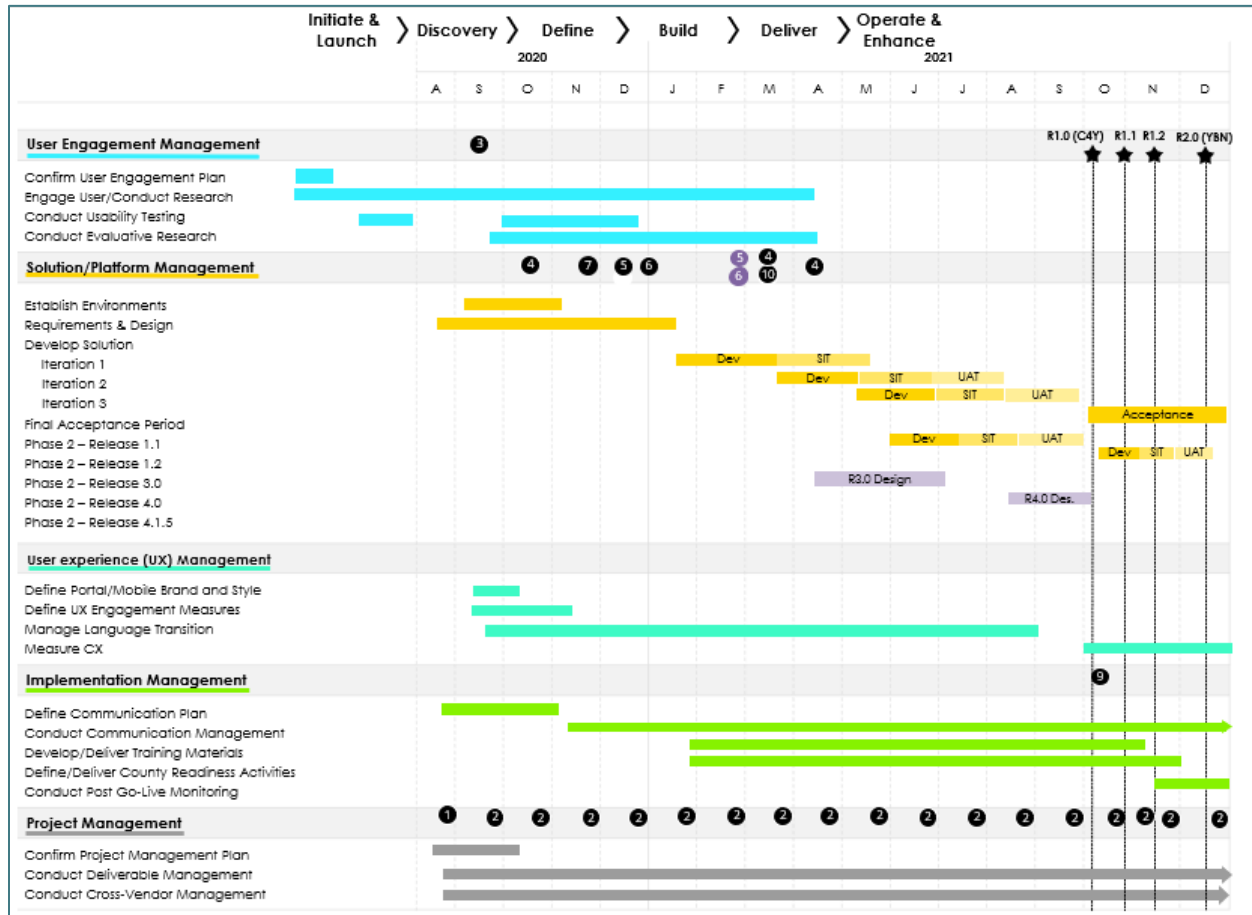 Initiate & Launch Discovery Define Build Deliver Operate & Enhance
2020 2021
A S O N D J F M A M J J A S O N D
R1.0 (C4Y) R1.1 R1.2 R2.0 (YBN)
User Engagement Management 3
Confirm User Engagement Plan
Engage User/Conduct Research
Conduct Usability Testing
Conduct Evaluative Research
Solution/Platform Management 4 7 5 6 5 6 4 10 4
Establish Environments
Requirements & Design
Develop Solution
Iteration 1 Dev SIT
Iteration 2 Dev SIT UAT
Iteration 3 Dev SIT UAT
Final Acceptance Period Acceptance
Phase 2 – Release 1.1 Dev SIT UAT
Phase 2 – Release 1.2 Dev SIT UAT
Phase 2 – Release 3.0 R3.0 Design
Phase 2 – Release 4.0 R4.0 Des.
Phase 2 – Release 4.1.5
User experience (UX) Management
Define Portal/Mobile Brand and Style
Define UX Engagement Measures
Manage Language Transition
Measure CX
Implementation Management 9
Define Communication Plan
Conduct Communication Management
Develop/Deliver Training Materials
Define/Deliver County Readiness Activities
Conduct Post Go-Live Monitoring
Project Management 1 2 2 2 2 2 2 2 2 2 2 2 2 2 2 2 2 2
Confirm Project Management Plan
Conduct Deliverable Management
Conduct Cross-Vendor Management